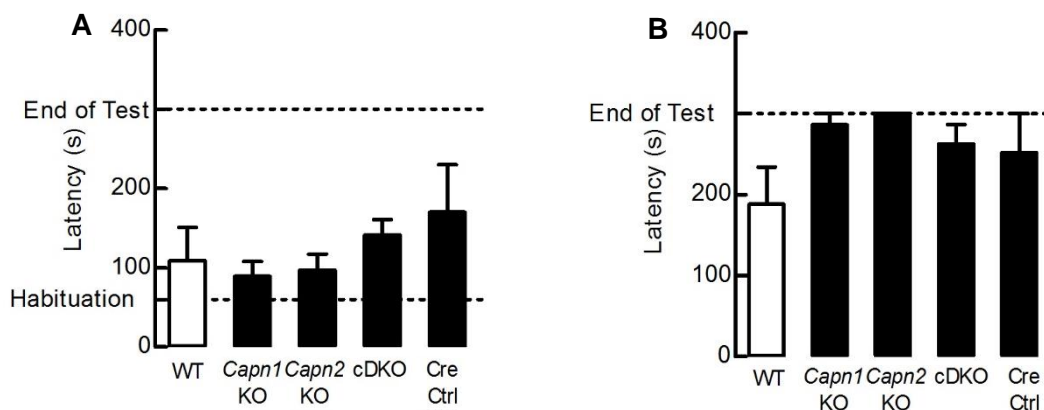 A
400
End of Test
Latency (s)
200
100
Habituation
0
WT
Capn1 KO
Capn2 KO
cDKO
Cre Ctrl
B
400
End of Test
Latency (s)
200
100
0
WT
Capn1 KO
Capn2 KO
cDKO
Cre Ctrl